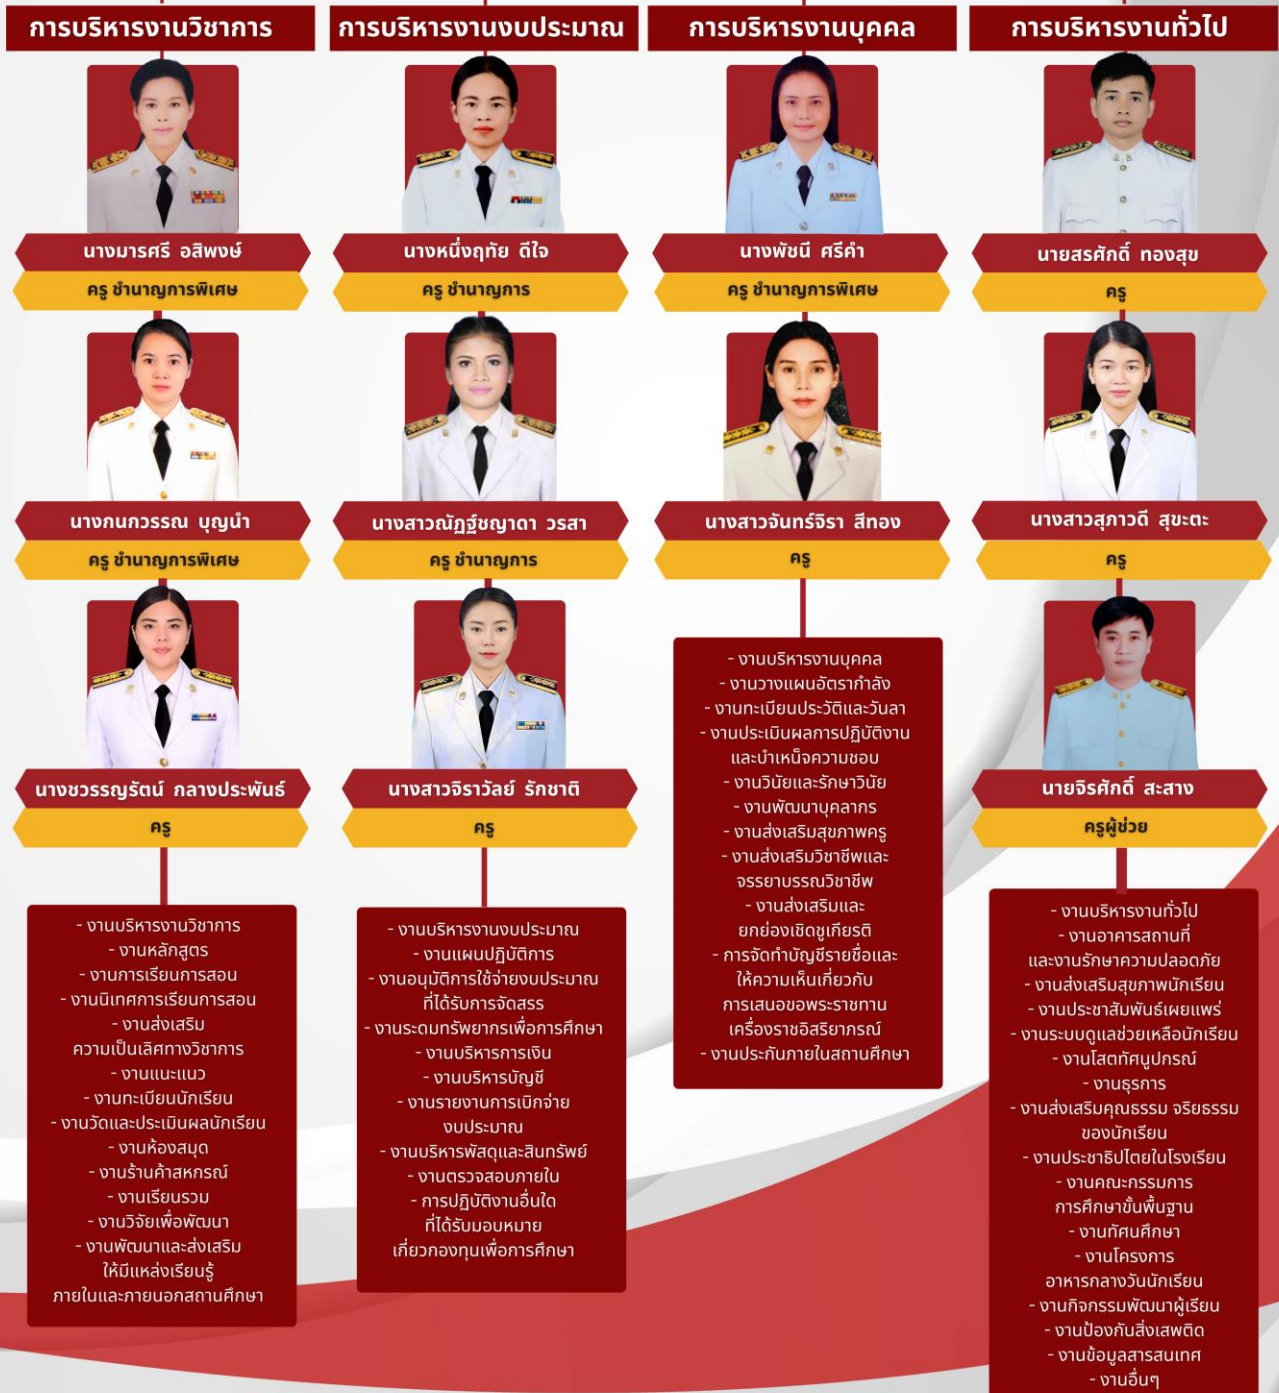 การบริหารงานวิชาการ
นางมารศรี อสิพงษ์
ครู ชำนาญการพิเศษ
นางกนกวรรณ บุญนำ
ครู ชำนาญการพิเศษ
นางชวรรญรัตน์ กลางประพันธ์
ครู
- งานบริหารงานวิชาการ
- งานหลักสูตร
- งานการเรียนการสอน
- งานนิเทศการเรียนการสอน
- งานส่งเสริม
ความเป็นเลิศทางวิชาการ
- งานแนะแนว
- งานทะเบียนนักเรียน
- งานวัดและประเมินผลนักเรียน
- งานห้องสมุด
- งานร้านค้าสหกรณ์
- งานเรียนรวม
- งานวิจัยเพื่อพัฒนา
- งานพัฒนาและส่งเสริม
ให้มีแหล่งเรียนรู้
ภายในและภายนอกสถานศึกษา
การบริหารงานงบประมาณ
นางหนึ่งฤทัย ดีใจ
ครู ชำนาญการ
นางสาวณัฏฐ์ชญาดา วรสา
ครู ชำนาญการ
นางสาวจิราวัลย์ รักชาติ
ครู
- งานบริหารงานงบประมาณ
- งานแผนปฏิบัติการ
- งานอนุมัติการใช้จ่ายงบประมาณ
ที่ได้รับการจัดสรร
- งานระดมทรัพยากรเพื่อการศึกษา
- งานบริหารการเงิน
- งานบริหารบัญชี
- งานรายงานการเบิกจ่าย
งบประมาณ
- งานบริหารพัสดุและสินทรัพย์
- งานตรวจสอบภายใน
- การปฏิบัติงานอื่นใด
ที่ได้รับมอบหมาย
เกี่ยวกองทุนเพื่อการศึกษา
การบริหารงานบุคคล
นางพัชนี ศรีคำ
ครู ชำนาญการพิเศษ
นางสาวจันทร์จิรา สีทอง
ครู
- งานบริหารงานบุคคล
- งานวางแผนอัตรากำลัง
- งานทะเบียนประวัติและวันลา
- งานประเมินผลการปฏิบัติงาน
และบำเหน็จความชอบ
- งานวินัยและรักษาวินัย
- งานพัฒนาบุคลากร
- งานส่งเสริมสุขภาพครู
- งานส่งเสริมวิชาชีพและ
จรรยาบรรณวิชาชีพ
- งานส่งเสริมและ
ยกย่องเชิดชูเกียรติ
- การจัดทำบัญชีรายชื่อและ
ให้ความเห็นเกี่ยวกับ
การเสนอขอพระราชทาน
เครื่องราชอิสริยาภรณ์
- งานประกันภายในสถานศึกษา
การบริหารงานทั่วไป
นายสรศักดิ์ ทองสุข
ครู
นางสาวสุภาวดี สุขะตะ
ครู
นายจิรศักดิ์ สะสาง
ครูผู้ช่วย
- งานบริหารงานทั่วไป
- งานอาคารสถานที่
และงานรักษาความปลอดภัย
- งานส่งเสริมสุขภาพนักเรียน
- งานประชาสัมพันธ์เผยแพร่
- งานระบบดูแลช่วยเหลือนักเรียน
- งานโสตทัศนูปกรณ์
- งานธุรการ
- งานส่งเสริมคุณธรรม จริยธรรม
ของนักเรียน
- งานประชาธิปไตยในโรงเรียน
- งานคณะกรรมการ
การศึกษาขั้นพื้นฐาน
- งานทัศนศึกษา
- งานโครงการ
อาหารกลางวันนักเรียน
- งานกิจกรรมพัฒนาผู้เรียน
- งานป้องกันสิ่งเสพติด
- งานข้อมูลสารสนเทศ
- งานอื่นๆ